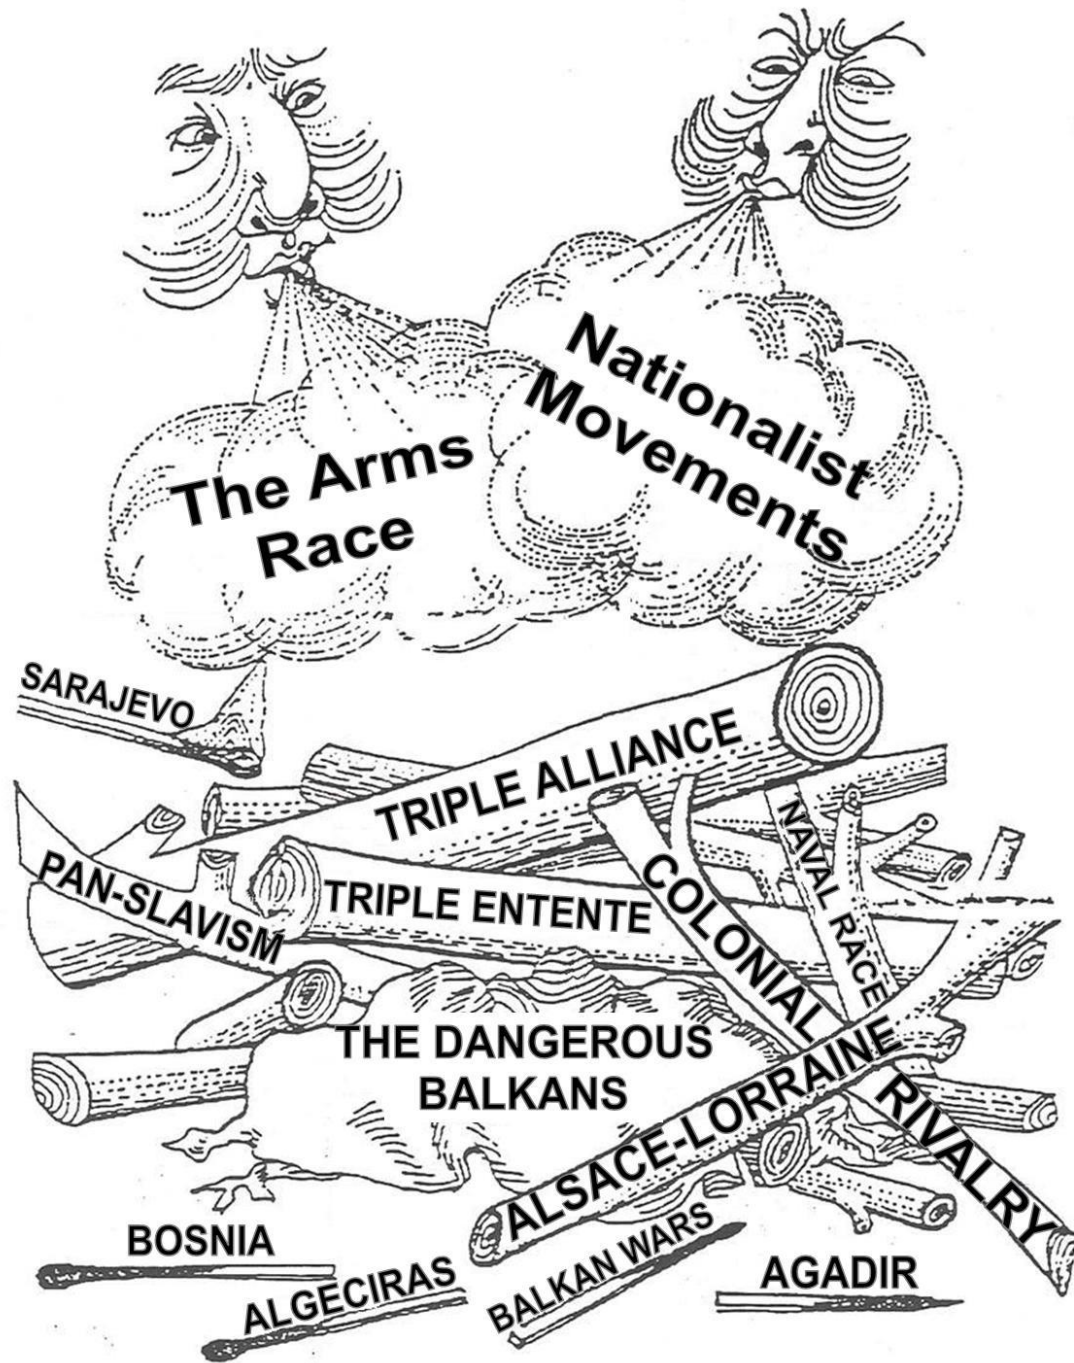 Nationalist
Movements
The Arms
Race
SARAJEVO
TRIPLE ALLIANCE
NAVAL RACE
PAN-SLAVISM
TRIPLE ENTENTE
COLONIAL
RIVALRY
THE DANGEROUS
BALKANS
ALSACE-LORRAINE
BOSNIA
ALGECIRAS
BALKAN WARS
AGADIR